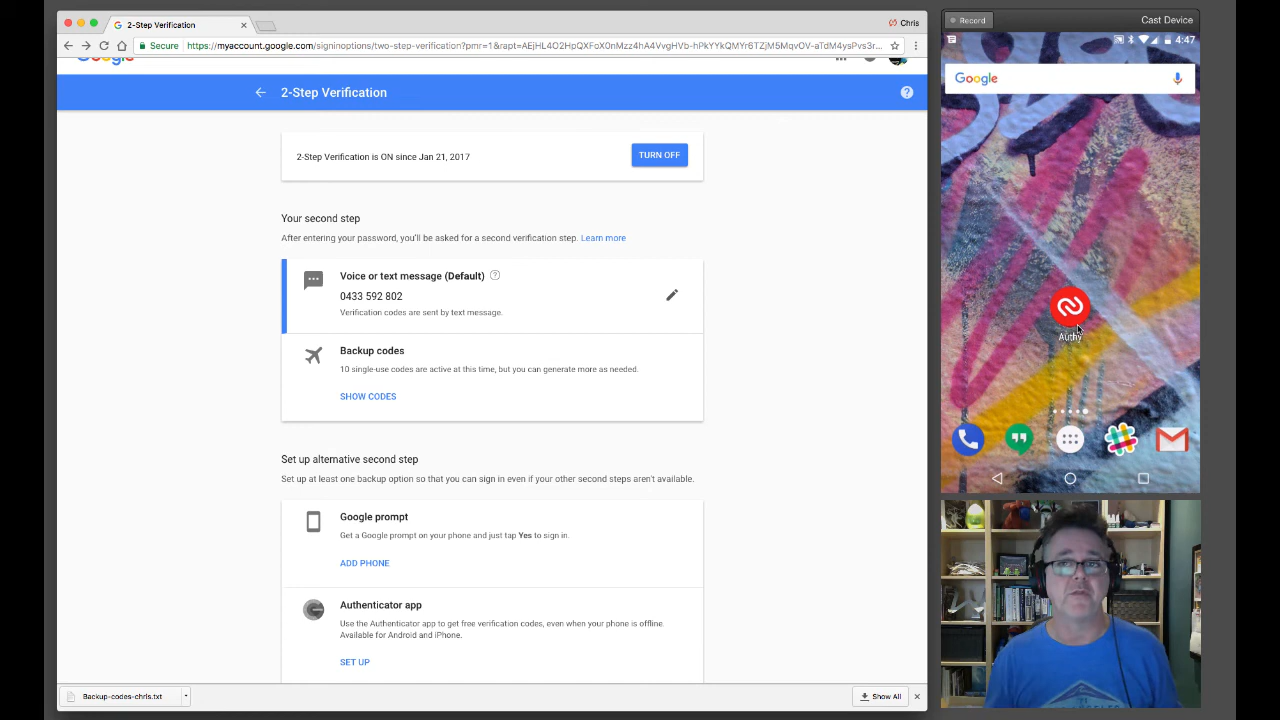 2-Step Verification
Chris
Secure
https://myaccount.google.com/signinoptions/two-step-verification?pmr=1&rapt=AEjHL4O2HpQXFoX0nMzz4hA4VvgHVb-hPkYYkQMYr6TZjM5MqvOV-aTdM4ysPvs3r...
2-Step Verification
2-Step Verification is ON since Jan 21, 2017
TURN OFF
Your second step
After entering your password, you'll be asked for a second verification step. Learn more
Voice or text message (Default)
0433 592 802
Verification codes are sent by text message.
Backup codes
10 single-use codes are active at this time, but you can generate more as needed.
SHOW CODES
Set up alternative second step
Set up at least one backup option so that you can sign in even if your other second steps aren't available.
Google prompt
Get a Google prompt on your phone and just tap Yes to sign in.
ADD PHONE
Authenticator app
Use the Authenticator app to get free verification codes, even when your phone is offline.
Available for Android and iPhone.
SET UP
Backup-codes-chris.txt
Show All
Record
Cast Device
4:47
Google
Authy